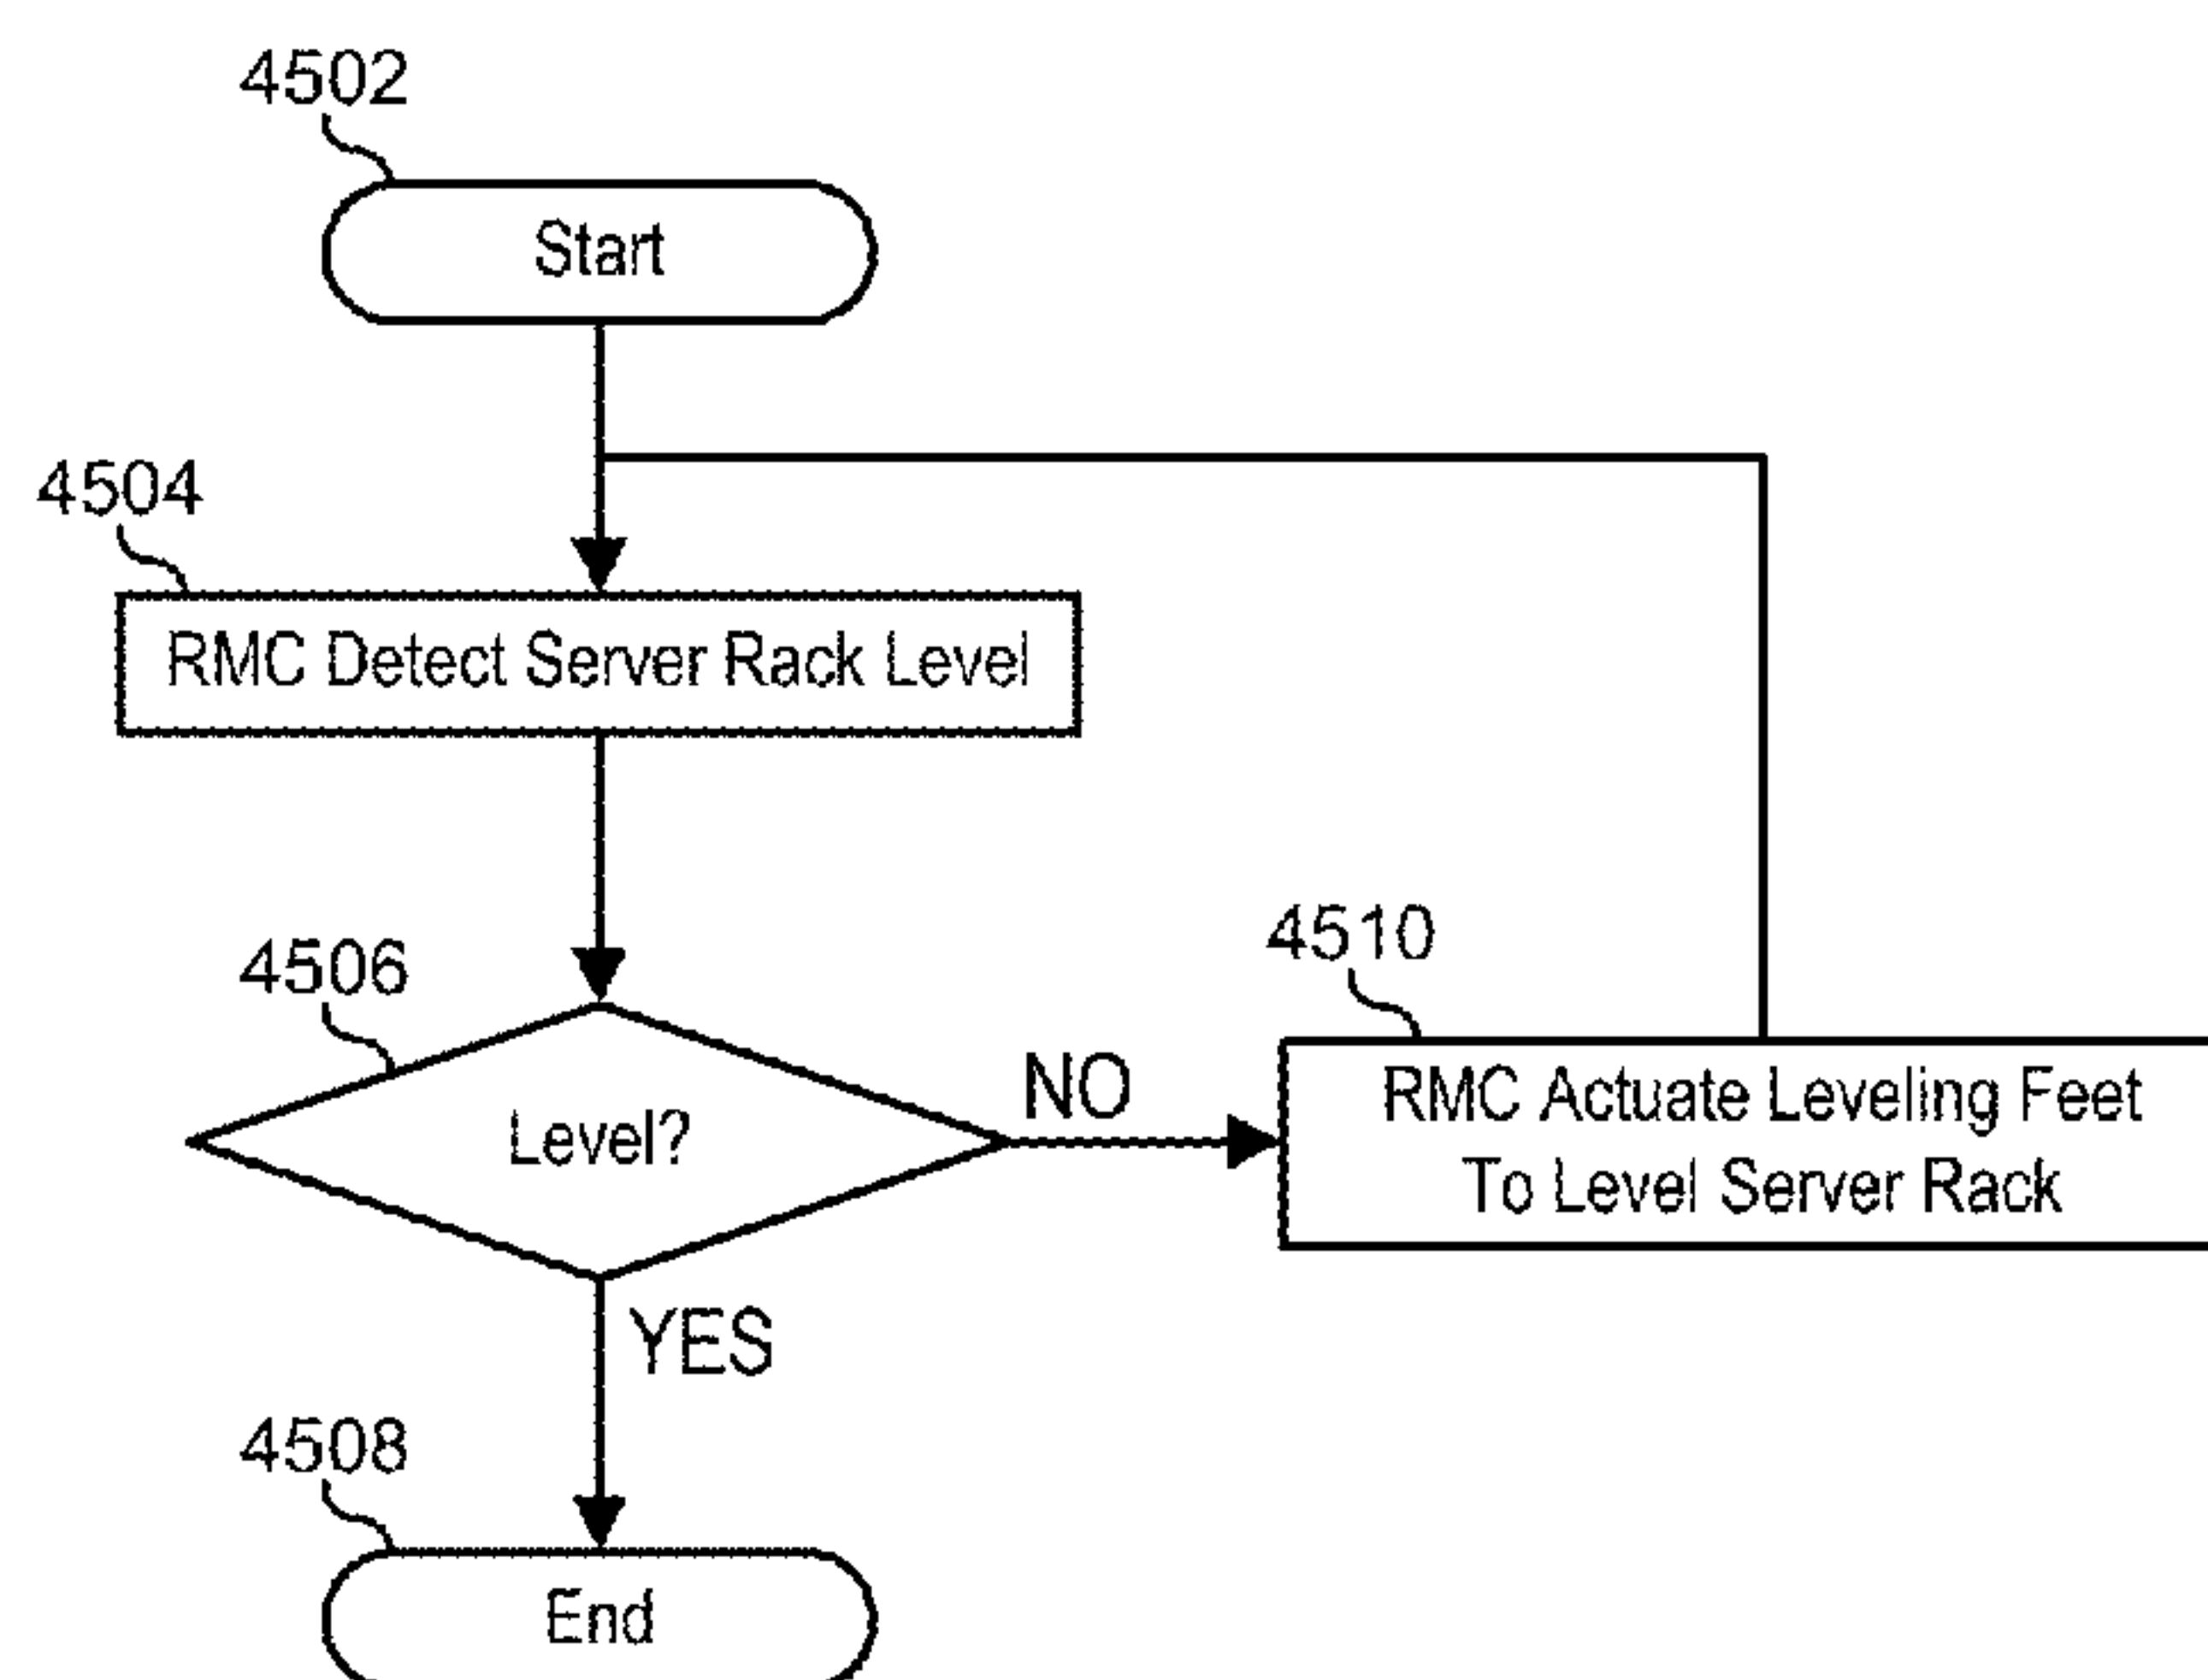 4502
Start
4504
RMC Detect Server Rack Level
4506
Level?
NO
4510
RMC Actuate Leveling Feet
To Level Server Rack
YES
4508
End